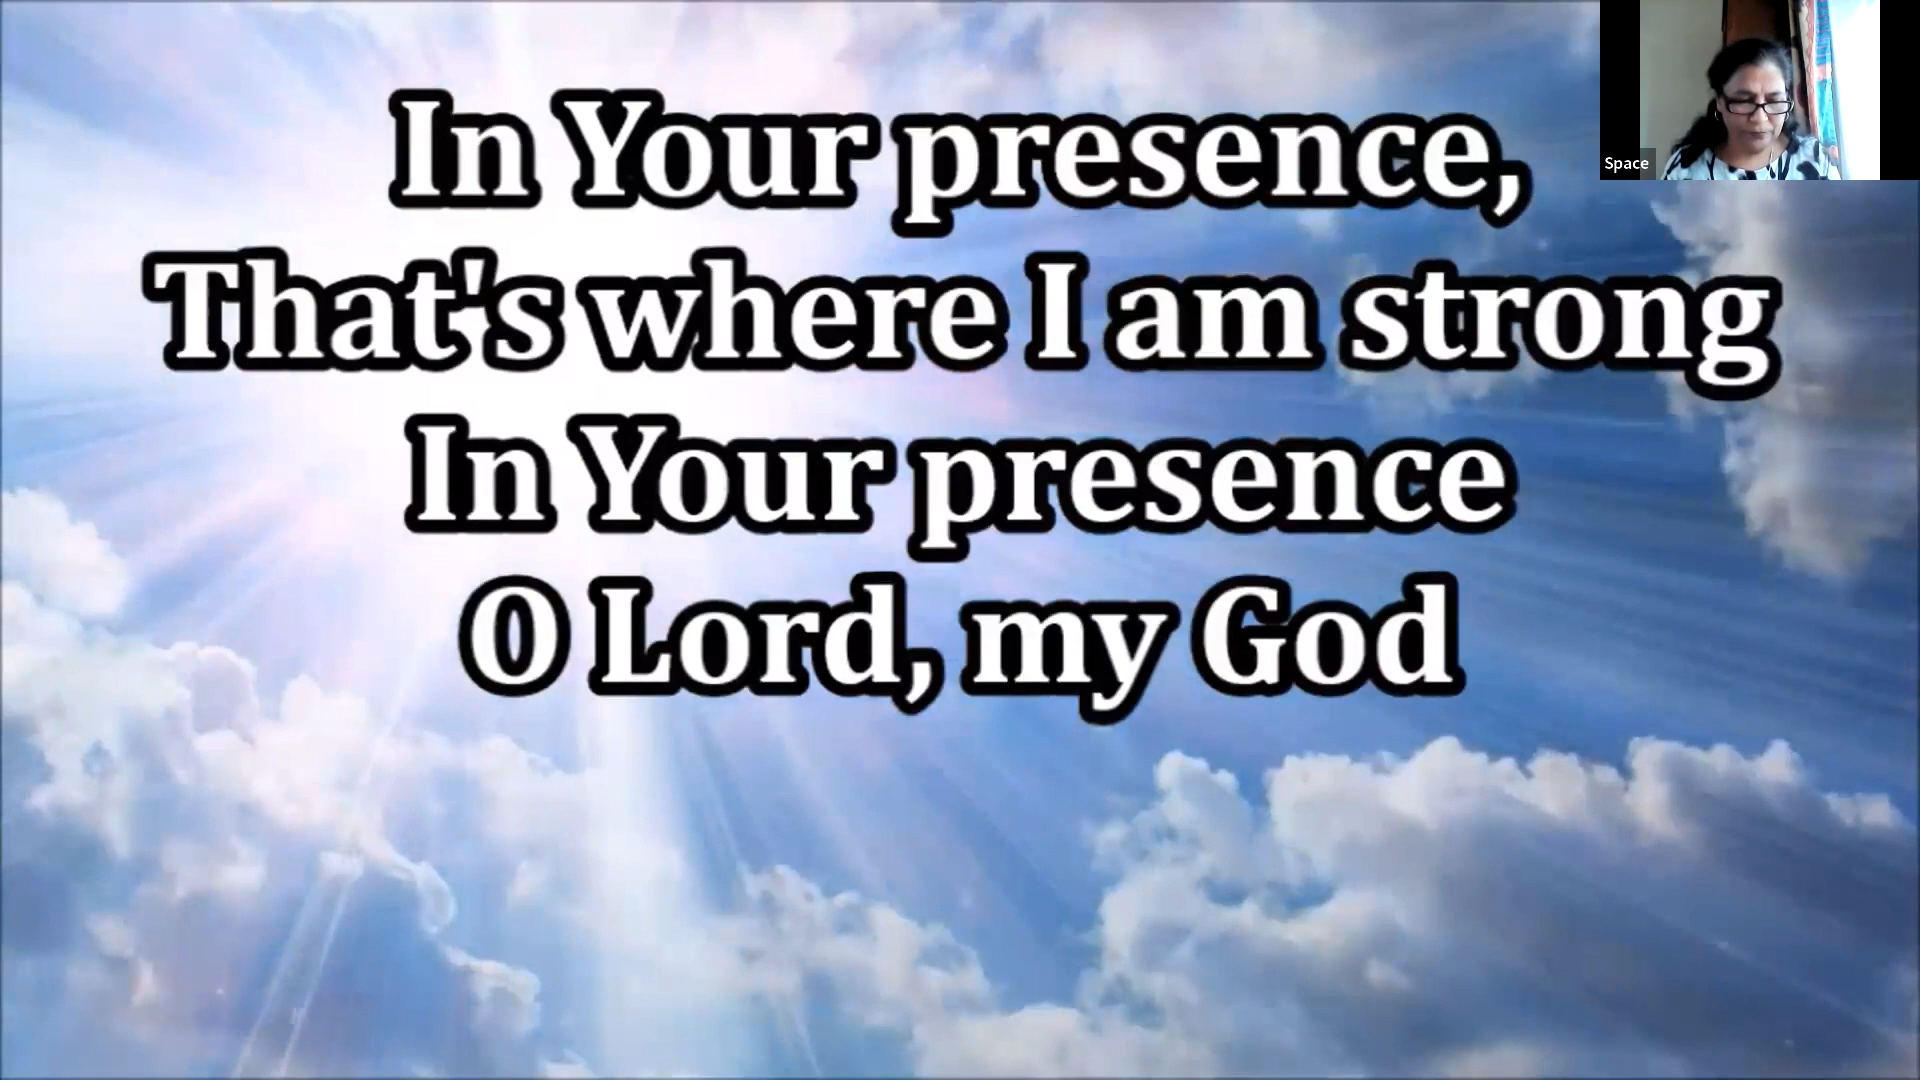 In Your presence,
That's where I am strong
In Your presence
O Lord, my God
Space